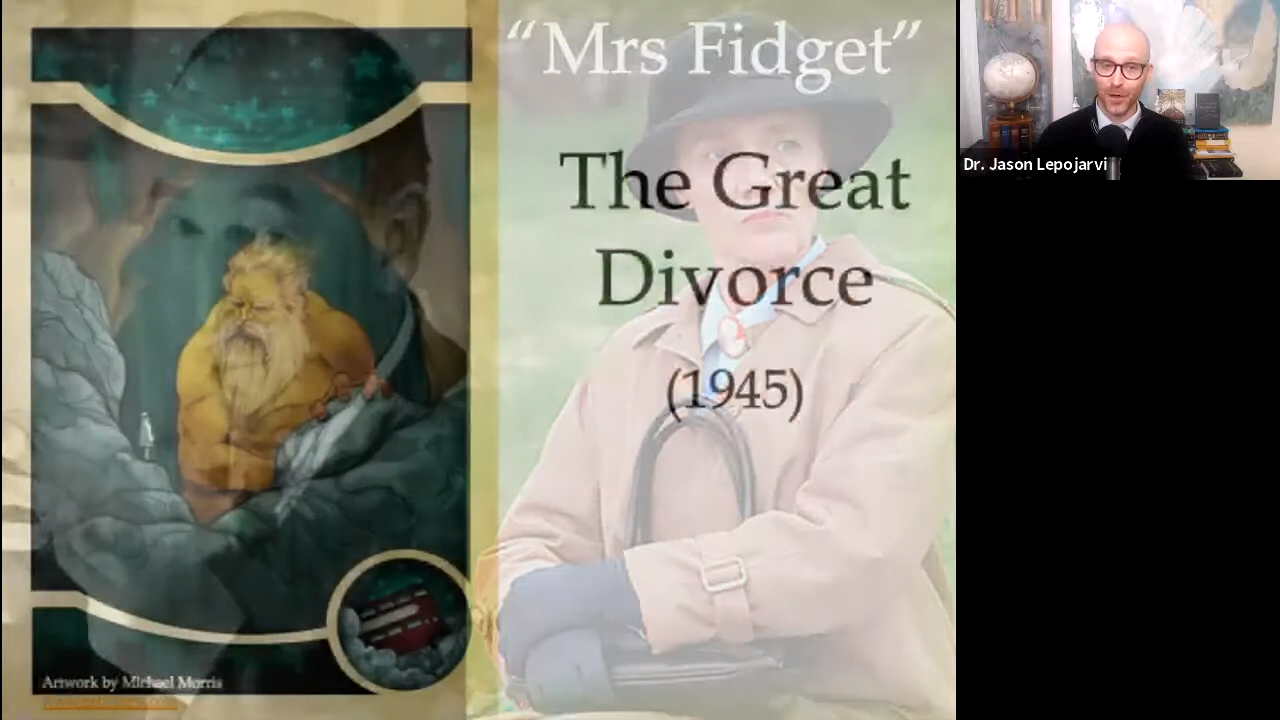 “Mrs Fidget”
The Great
Divorce
(1945)
Artwork by Michael Morris
Dr. Jason Lepojarvi